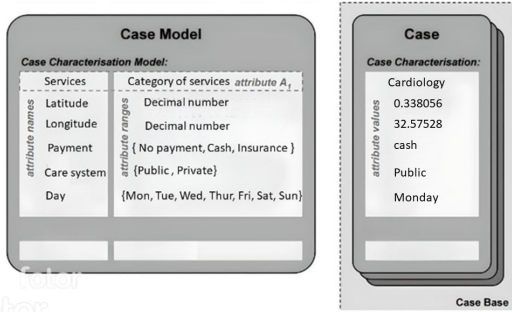 Case Model
Case Characterisation Model:
Services Category of services attribute A1
attribute names
Latitude
Longitude
Payment
Care system
Day
attribute ranges
Decimal number
Decimal number
{ No payment, Cash, Insurance }
{Public , Private}
{Mon, Tue, Wed, Thur, Fri, Sat, Sun}
Case
Case Characterisation:
attribute values
Cardiology
0.338056
32.57528
cash
Public
Monday
Case Base
fotor